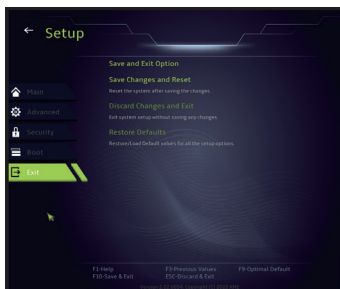 Setup
Save and Exit Option
Save Changes and Reset
Reset the system after saving the changes.
Discard Changes and Exit
Exit system setup without saving any changes.
Restore Defaults
Restore/Load Default values for all the setup options.
Main
Advanced
Security
Boot
Exit
F1-Help
F3-Previous Values
F9-Optimal Default
F10-Save & Exit
ESC-Discard & Exit